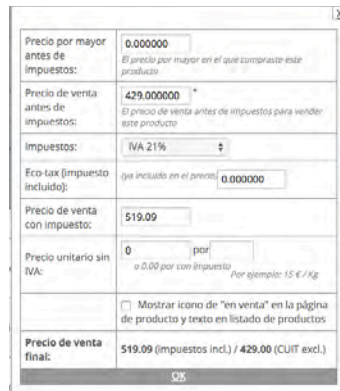 x
Precio por mayor
antes de
impuestos:
0.000000
El precio por mayor en el que compraste este
producto
Precio de venta
antes de
impuestos:
429.000000 *
El precio de venta antes de impuestos para vender
este producto
Impuestos:
IVA 21%
Eco-tax (impuesto
incluido):
(ya incluido en el precio) 0.000000
Precio de venta
con impuesto:
519.09
Precio unitario sin
IVA:
0 por
o 0.00 por con impuesto
Por ejemplo: 15 € / Kg
Mostrar icono de "en venta" en la página
de producto y texto en listado de productos
Precio de venta
final:
519.09 (impuestos incl.) / 429.00 (CUIT excl.)
OK